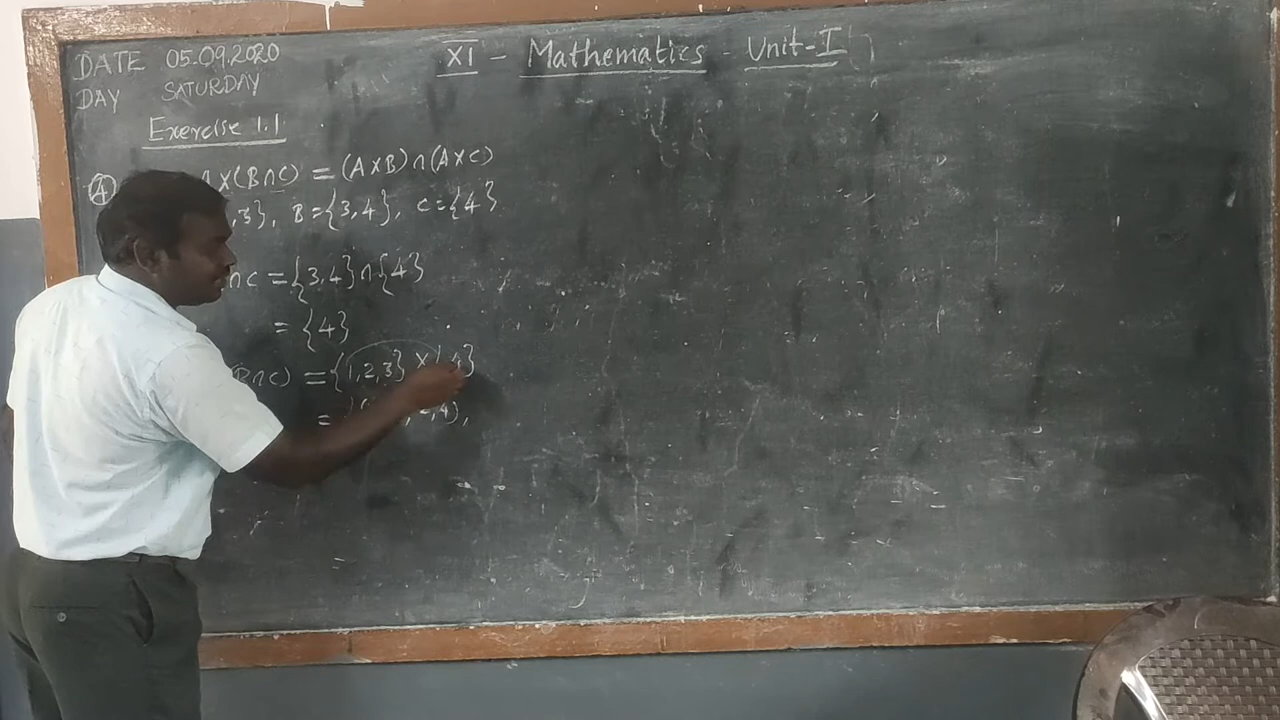 DATE 05.09.2020 XI - Mathematics - Unit-I
DAY SATURDAY
Exercise 1.1
④ A×(B∩C) = (A×B)∩(A×C)
,3}, B={3,4}, C={4}
∩C = {3,4}∩{4}
= {4}
B∩C) = {1,2,3} × {4}
= ,4),